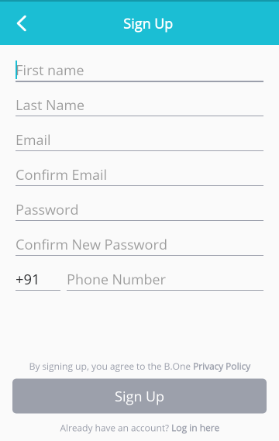 Sign Up
First name
Last Name
Email
Confirm Email
Password
Confirm New Password
+91 Phone Number
By signing up, you agree to the B.One Privacy Policy
Sign Up
Already have an account? Log in here